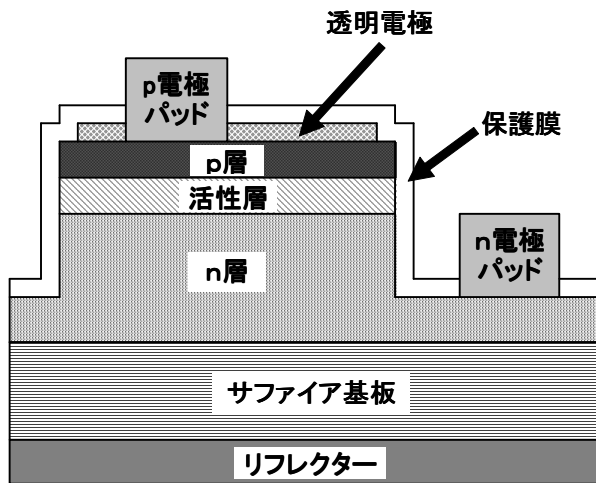 透明電極
p電極
パッド
保護膜
p層
活性層
n電極
パッド
n層
サファイア基板
リフレクター